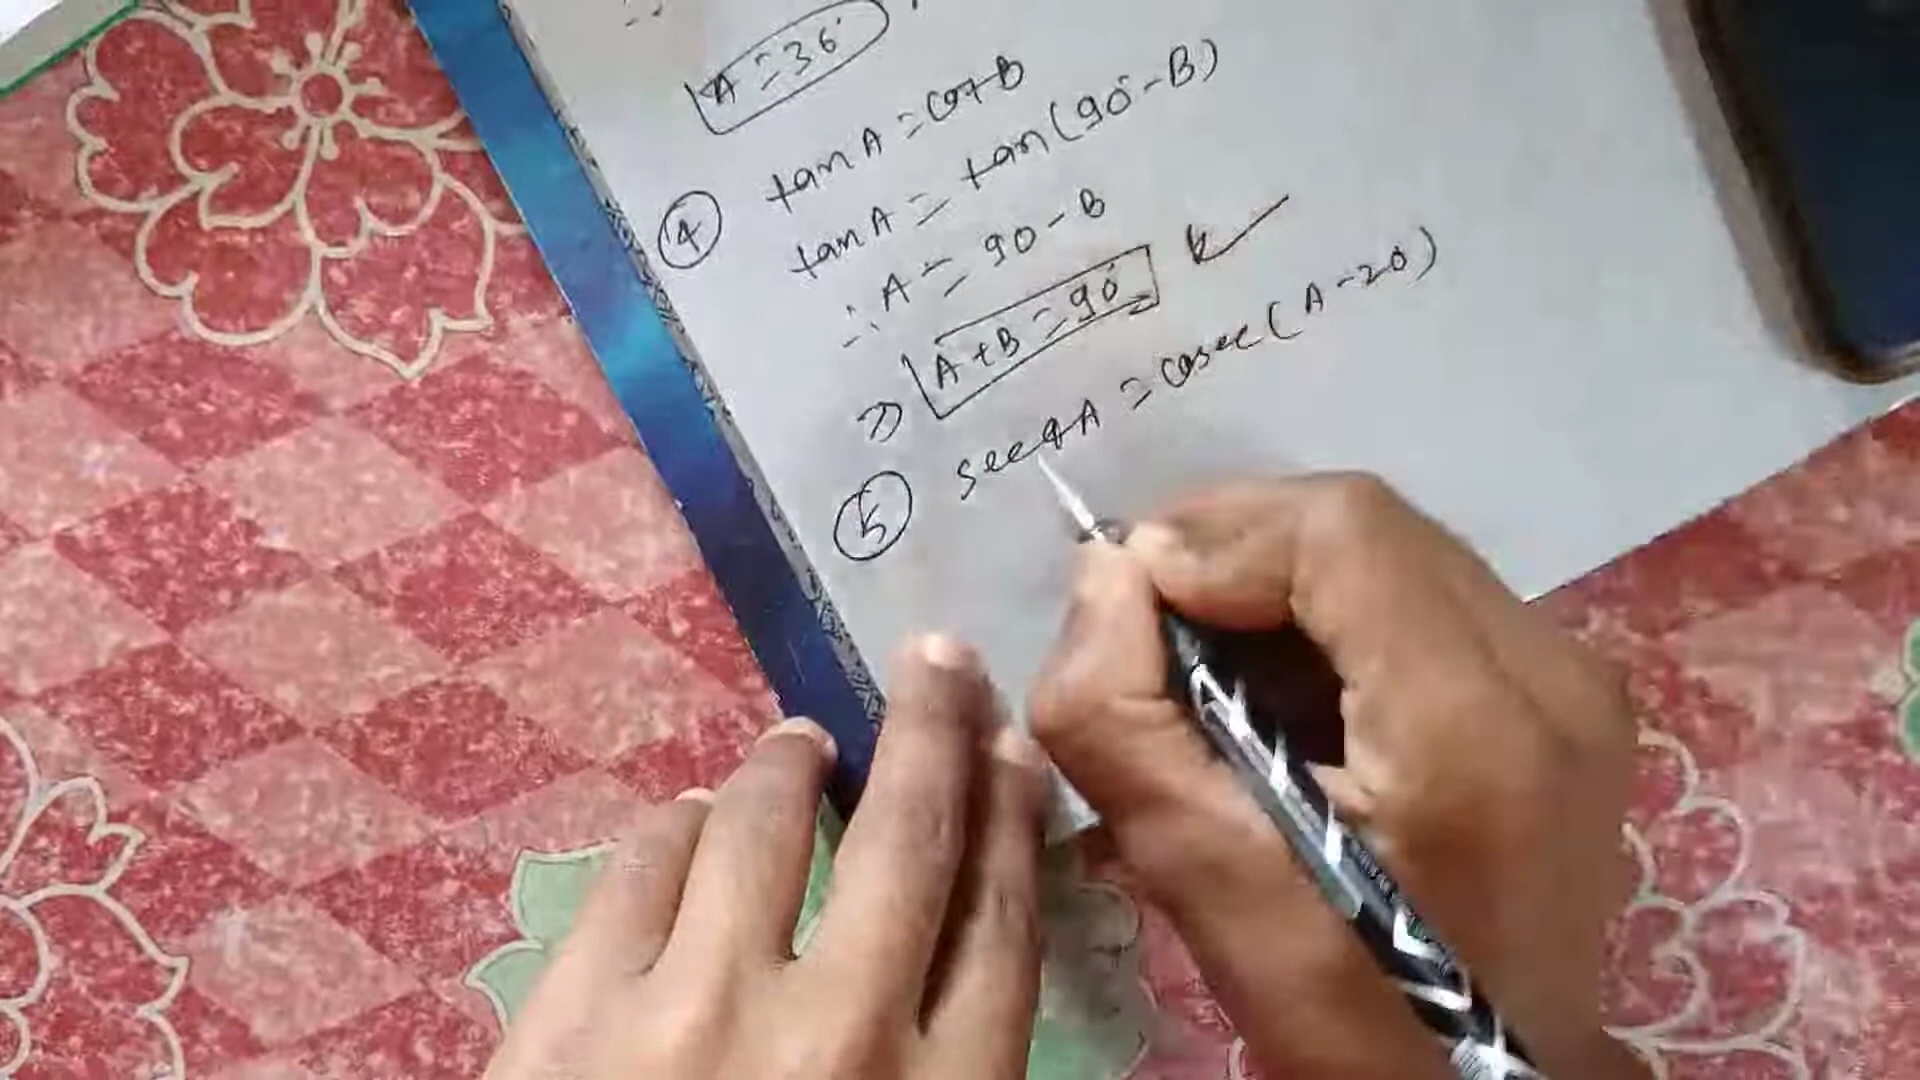 A = 36°
④ tan A = cot B
tan A = tan (90° - B)
∴ A = 90 - B
⇒ A + B = 90°
⑤ sec 4A = cosec (A - 20°)